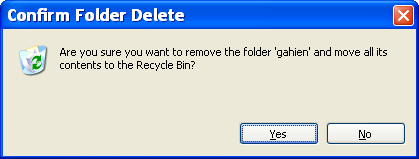 Confirm Folder Delete
Are you sure you want to remove the folder 'gahien' and move all its
contents to the Recycle Bin?
Yes
No